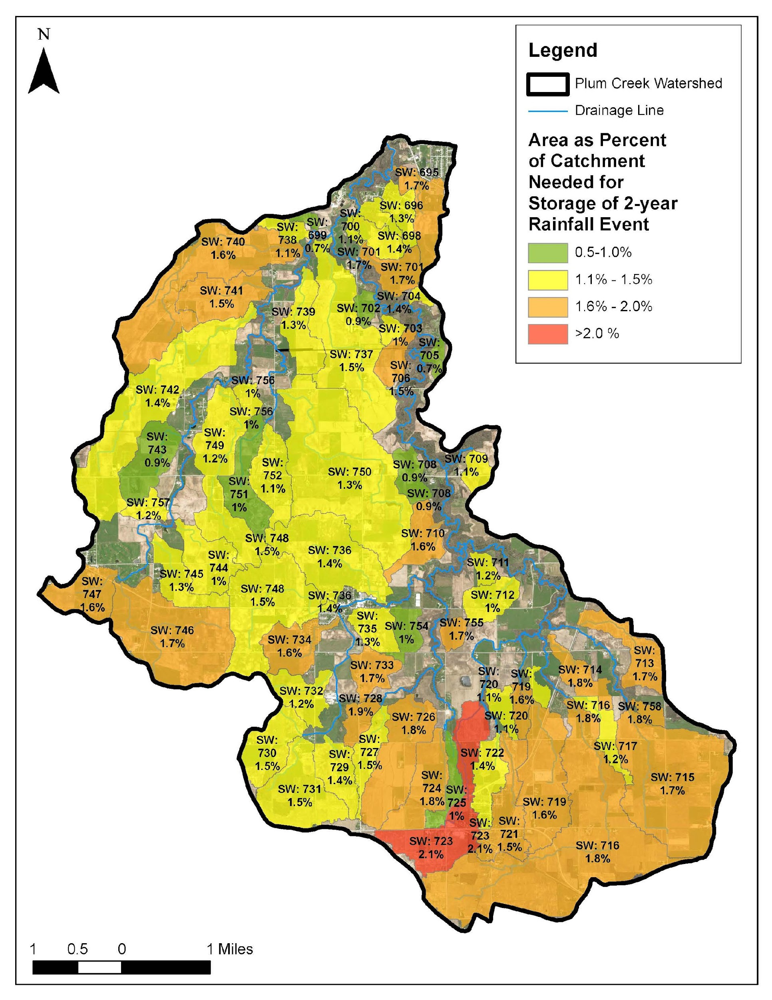 N
Legend
Plum Creek Watershed
Drainage Line
Area as Percent
of Catchment
Needed for
Storage of 2-year
Rainfall Event
0.5-1.0%
1.1% - 1.5%
1.6% - 2.0%
>2.0 %
SW: 695
1.7%
SW: 696
1.3%
SW:
700
1.1%
SW:
699
0.7%
SW:
738
1.1%
SW: 698
1.4%
SW: 740
1.6%
SW: 701
1.7%
SW: 701
1.7%
SW: 741
1.5%
SW: 704
1.4%
SW: 702
0.9%
SW: 739
1.3%
SW: 703
1%
SW:
705
0.7%
SW: 737
1.5%
SW:
706
1.5%
SW: 756
1%
SW: 742
1.4%
SW: 756
1%
SW:
743
0.9%
SW:
749
1.2%
SW:
752
1.1%
SW: 750
1.3%
SW: 708
0.9%
SW: 709
1.1%
SW:
751
1%
SW: 708
0.9%
SW: 757
1.2%
SW: 748
1.5%
SW: 710
1.6%
SW: 736
1.4%
SW:
744
1%
SW: 711
1.2%
SW: 745
1.3%
SW:
747
1.6%
SW: 748
1.5%
SW: 736
1.4%
SW: 712
1%
SW:
735
1.3%
SW: 754
1%
SW: 755
1.7%
SW: 746
1.7%
SW: 734
1.6%
SW:
713
1.7%
SW: 733
1.7%
SW:
720
1.1%
SW:
719
1.6%
SW: 714
1.8%
SW: 732
1.2%
SW: 728
1.9%
SW: 726
1.8%
SW: 720
1.1%
SW: 716
1.8%
SW: 758
1.8%
SW:
730
1.5%
SW:
727
1.5%
SW:
729
1.4%
SW: 722
1.4%
SW: 717
1.2%
SW:
724
1.8%
SW: 715
1.7%
SW: 731
1.5%
SW:
725
1%
SW: 719
1.6%
SW:
723
2.1%
SW:
721
1.5%
SW: 723
2.1%
SW: 716
1.8%
1 0.5 0 1 Miles